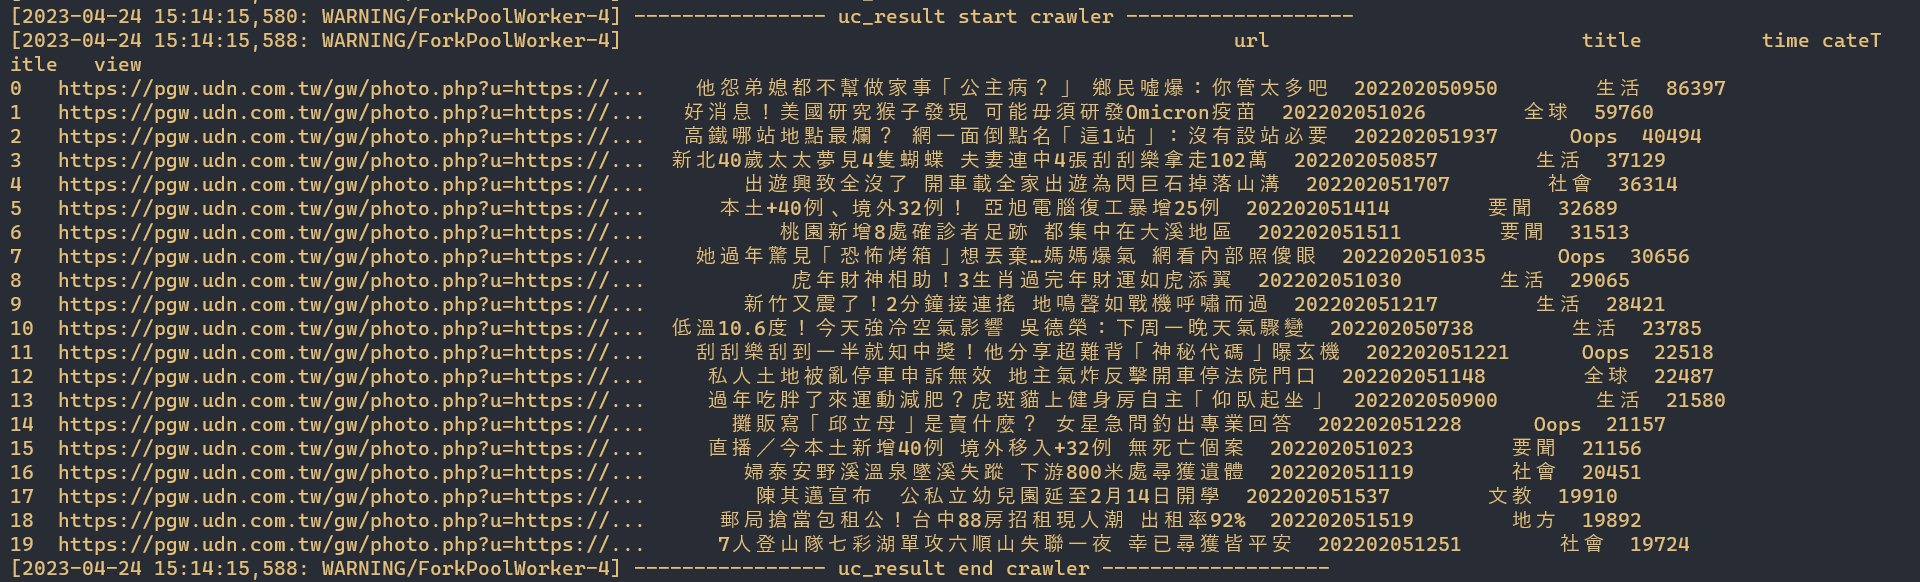 [2023-04-24 15:14:15,580: WARNING/ForkPoolWorker-4] ---------------- uc_result start crawler -------------------
[2023-04-24 15:14:15,588: WARNING/ForkPoolWorker-4] url title time cateT
itle view
0 https://pgw.udn.com.tw/gw/photo.php?u=https://... 他怨弟媳都不幫做家事「公主病？」 鄉民噓爆：你管太多吧 202202050950 生活 86397
1 https://pgw.udn.com.tw/gw/photo.php?u=https://... 好消息！美國研究猴子發現 可能毋須研發Omicron疫苗 202202051026 全球 59760
2 https://pgw.udn.com.tw/gw/photo.php?u=https://... 高鐵哪站地點最爛？ 網一面倒點名「這1站」：沒有設站必要 202202051937 Oops 40494
3 https://pgw.udn.com.tw/gw/photo.php?u=https://... 新北40歲太太夢見4隻蝴蝶 夫妻連中4張刮刮樂拿走102萬 202202050857 生活 37129
4 https://pgw.udn.com.tw/gw/photo.php?u=https://... 出遊興致全沒了 開車載全家出遊為閃巨石掉落山溝 202202051707 社會 36314
5 https://pgw.udn.com.tw/gw/photo.php?u=https://... 本土+40例、境外32例！ 亞旭電腦復工暴增25例 202202051414 要聞 32689
6 https://pgw.udn.com.tw/gw/photo.php?u=https://... 桃園新增8處確診者足跡 都集中在大溪地區 202202051511 要聞 31513
7 https://pgw.udn.com.tw/gw/photo.php?u=https://... 她過年驚見「恐怖烤箱」想丟棄…媽媽爆氣 網看內部照傻眼 202202051035 Oops 30656
8 https://pgw.udn.com.tw/gw/photo.php?u=https://... 虎年財神相助！3生肖過完年財運如虎添翼 202202051030 生活 29065
9 https://pgw.udn.com.tw/gw/photo.php?u=https://... 新竹又震了！2分鐘接連搖 地鳴聲如戰機呼嘯而過 202202051217 生活 28421
10 https://pgw.udn.com.tw/gw/photo.php?u=https://... 低溫10.6度！今天強冷空氣影響 吳德榮：下周一晚天氣驟變 202202050738 生活 23785
11 https://pgw.udn.com.tw/gw/photo.php?u=https://... 刮刮樂刮到一半就知中獎！他分享超難背「神秘代碼」曝玄機 202202051221 Oops 22518
12 https://pgw.udn.com.tw/gw/photo.php?u=https://... 私人土地被亂停車申訴無效 地主氣炸反擊開車停法院門口 202202051148 全球 22487
13 https://pgw.udn.com.tw/gw/photo.php?u=https://... 過年吃胖了來運動減肥？虎斑貓上健身房自主「仰臥起坐」 202202050900 生活 21580
14 https://pgw.udn.com.tw/gw/photo.php?u=https://... 攤販寫「邱立母」是賣什麼？ 女星急問釣出專業回答 202202051228 Oops 21157
15 https://pgw.udn.com.tw/gw/photo.php?u=https://... 直播／今本土新增40例 境外移入+32例 無死亡個案 202202051023 要聞 21156
16 https://pgw.udn.com.tw/gw/photo.php?u=https://... 婦泰安野溪溫泉墜溪失蹤 下游800米處尋獲遺體 202202051119 社會 20451
17 https://pgw.udn.com.tw/gw/photo.php?u=https://... 陳其邁宣布 公私立幼兒園延至2月14日開學 202202051537 文教 19910
18 https://pgw.udn.com.tw/gw/photo.php?u=https://... 郵局搶當包租公！台中88房招租現人潮 出租率92% 202202051519 地方 19892
19 https://pgw.udn.com.tw/gw/photo.php?u=https://... 7人登山隊七彩湖單攻六順山失聯一夜 幸已尋獲皆平安 202202051251 社會 19724
[2023-04-24 15:14:15,588: WARNING/ForkPoolWorker-4] ---------------- uc_result end crawler -------------------